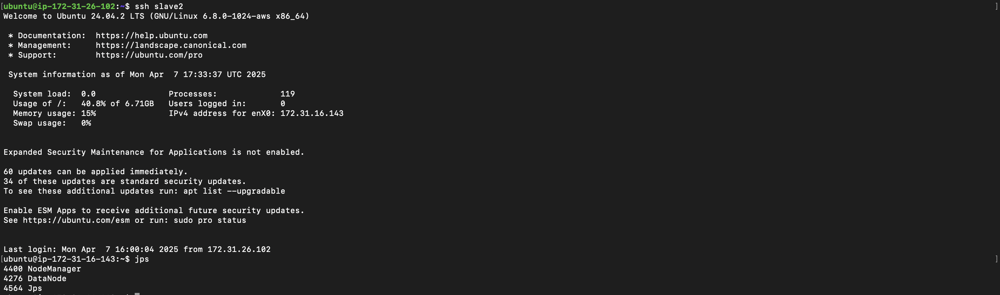 [ubuntu@ip-172-31-26-102:~$ ssh slave2 ]
Welcome to Ubuntu 24.04.2 LTS (GNU/Linux 6.8.0-1024-aws x86_64)
* Documentation:  https://help.ubuntu.com
* Management:     https://landscape.canonical.com
* Support:        https://ubuntu.com/pro
System information as of Mon Apr  7 17:33:37 UTC 2025
System load:  0.0               Processes:             119
Usage of /:   40.8% of 6.71GB   Users logged in:       0
Memory usage: 15%               IPv4 address for enX0: 172.31.16.143
Swap usage:   0%
Expanded Security Maintenance for Applications is not enabled.
60 updates can be applied immediately.
34 of these updates are standard security updates.
To see these additional updates run: apt list --upgradable
Enable ESM Apps to receive additional future security updates.
See https://ubuntu.com/esm or run: sudo pro status
Last login: Mon Apr  7 16:00:04 2025 from 172.31.26.102
[ubuntu@ip-172-31-16-143:~$ jps ]
4400 NodeManager
4276 DataNode
4564 Jps